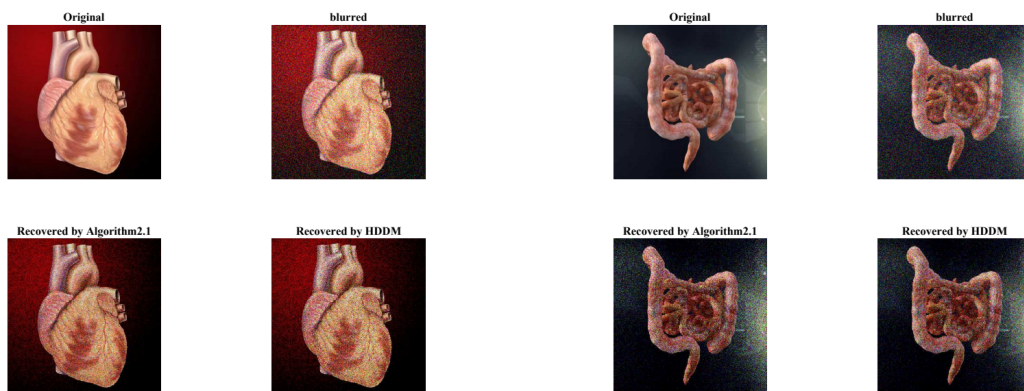 Original
blurred
Original
blurred
Recovered by Algorithm2.1
Recovered by HDDM
Recovered by Algorithm2.1
Recovered by HDDM